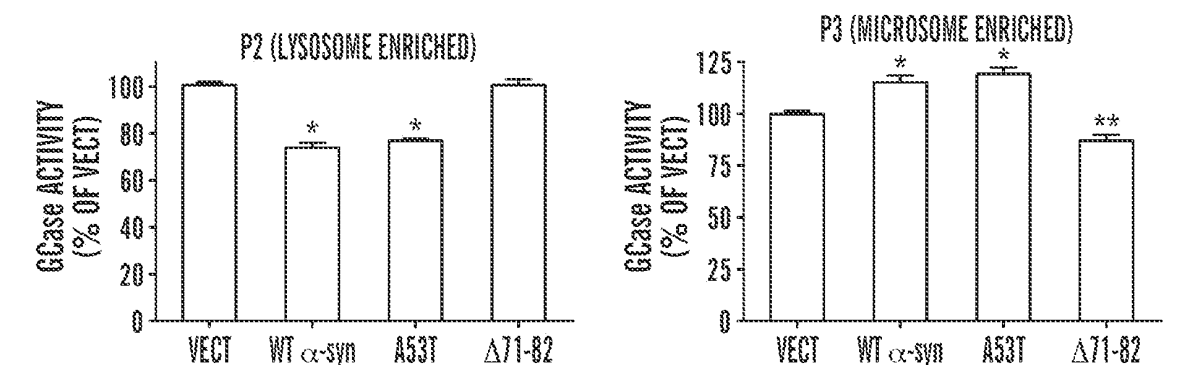 P2 (LYSOSOME ENRICHED)
GCase ACTIVITY
(% OF VECT)
100
80
60
40
20
0
*
*
VECT WT α-syn A53T Δ71-82
P3 (MICROSOME ENRICHED)
GCase ACTIVITY
(% OF VECT)
125
100
75
50
25
0
*
*
**
VECT WT α-syn A53T Δ71-82